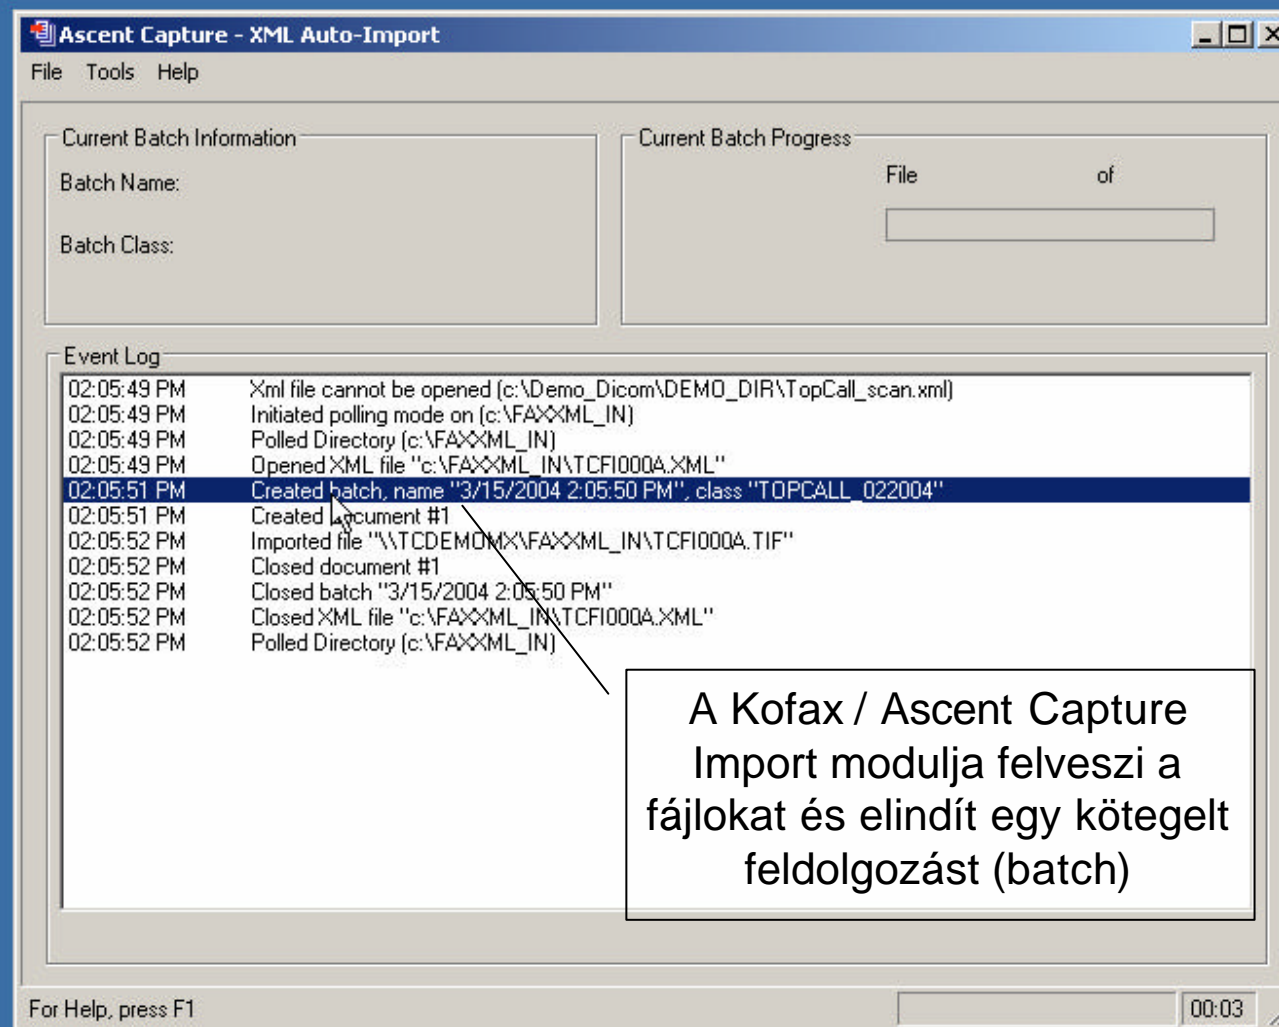 Ascent Capture - XML Auto-Import
File Tools Help
Current Batch Information
Batch Name:
Batch Class:
Current Batch Progress
File of
Event Log
02:05:49 PM Xml file cannot be opened (c:\Demo_Dicom\DEMO_DIR\TopCall_scan.xml)
02:05:49 PM Initiated polling mode on (c:\FAXXML_IN)
02:05:49 PM Polled Directory (c:\FAXXML_IN)
02:05:49 PM Opened XML file "c:\FAXXML_IN\TCFI000A.XML"
02:05:51 PM Created batch, name "3/15/2004 2:05:50 PM", class "TOPCALL_022004"
02:05:51 PM Created document #1
02:05:52 PM Imported file "\\TCDEMOMX\FAXXML_IN\TCFI000A.TIF"
02:05:52 PM Closed document #1
02:05:52 PM Closed batch "3/15/2004 2:05:50 PM"
02:05:52 PM Closed XML file "c:\FAXXML_IN\TCFI000A.XML"
02:05:52 PM Polled Directory (c:\FAXXML_IN)
A Kofax / Ascent Capture
Import modulja felveszi a
fájlokat és elindít egy kötegelt
feldolgozást (batch)
For Help, press F1
00:03